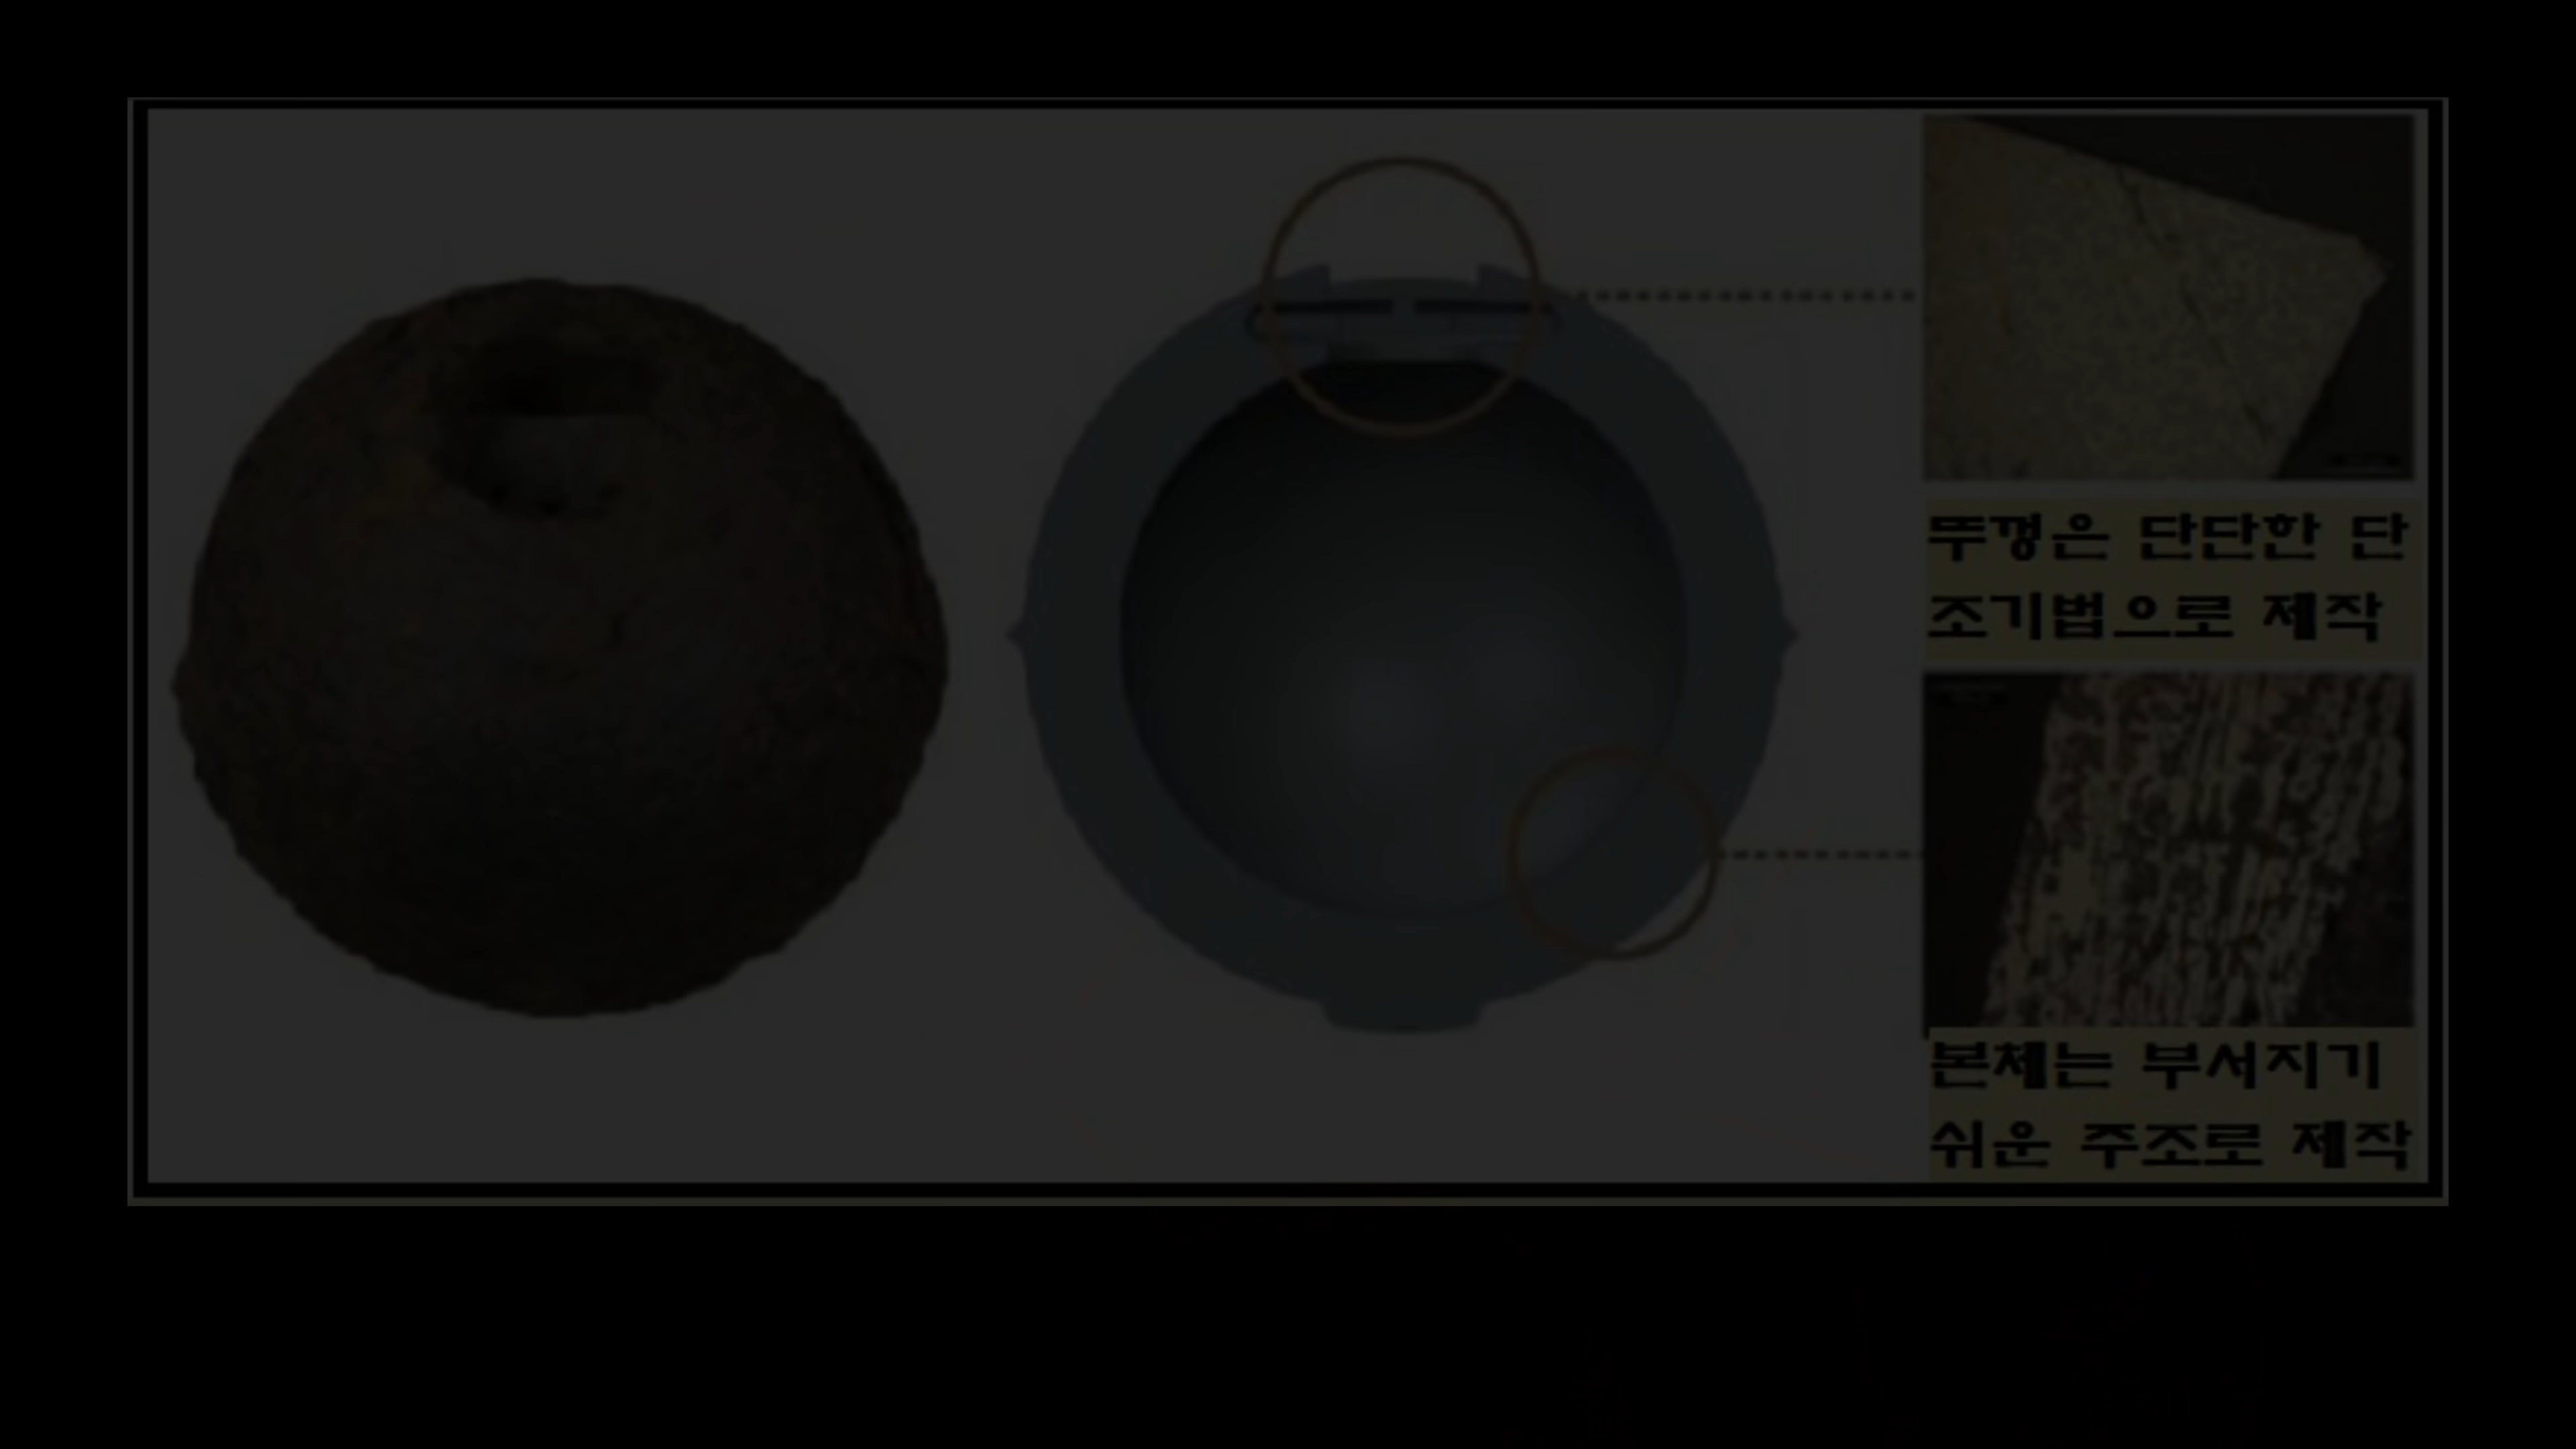 뚜껑은 단단한 단
조기법으로 제작
본체는 부서지기
쉬운 주조로 제작